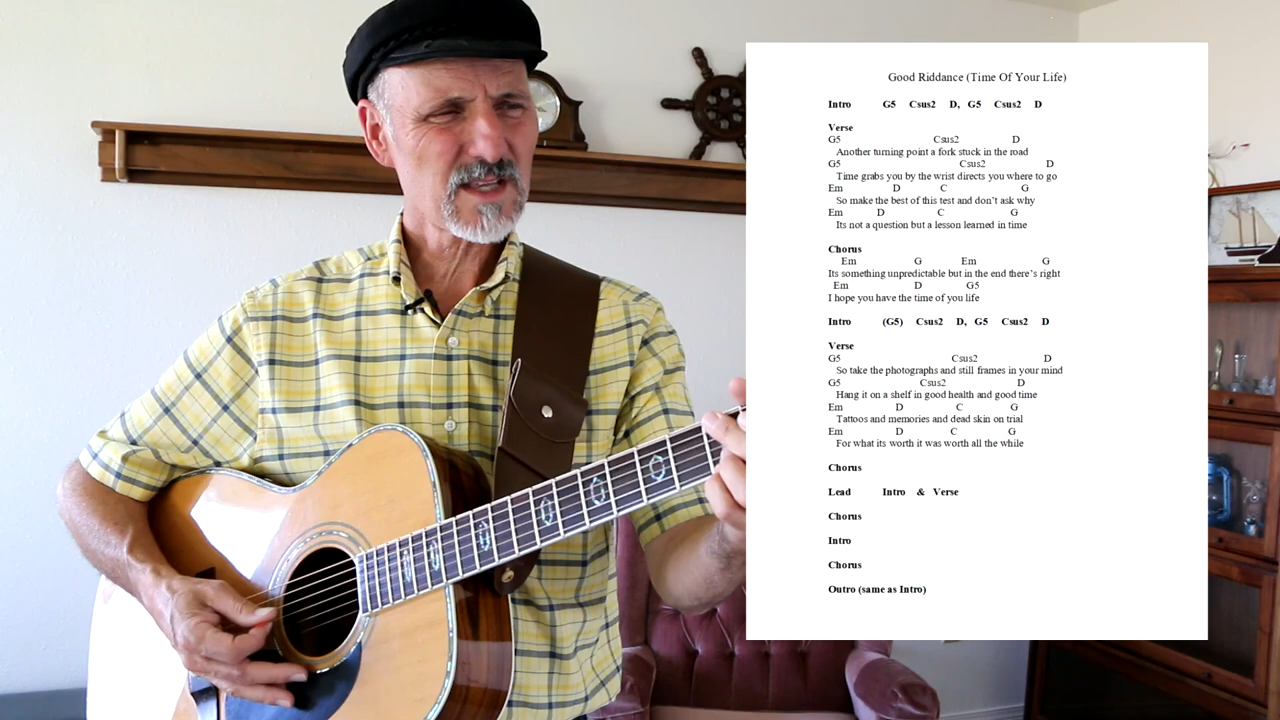 Good Riddance (Time Of Your Life)
Intro G5 Csus2 D, G5 Csus2 D
Verse
G5 Csus2 D
Another turning point a fork stuck in the road
G5 Csus2 D
Time grabs you by the wrist directs you where to go
Em D C G
So make the best of this test and don't ask why
Em D C G
Its not a question but a lesson learned in time
Chorus
Em G Em G
Its something unpredictable but in the end there's right
Em D G5
I hope you have the time of you life
Intro (G5) Csus2 D, G5 Csus2 D
Verse
G5 Csus2 D
So take the photographs and still frames in your mind
G5 Csus2 D
Hang it on a shelf in good health and good time
Em D C G
Tattoos and memories and dead skin on trial
Em D C G
For what its worth it was worth all the while
Chorus
Lead Intro & Verse
Chorus
Intro
Chorus
Outro (same as Intro)